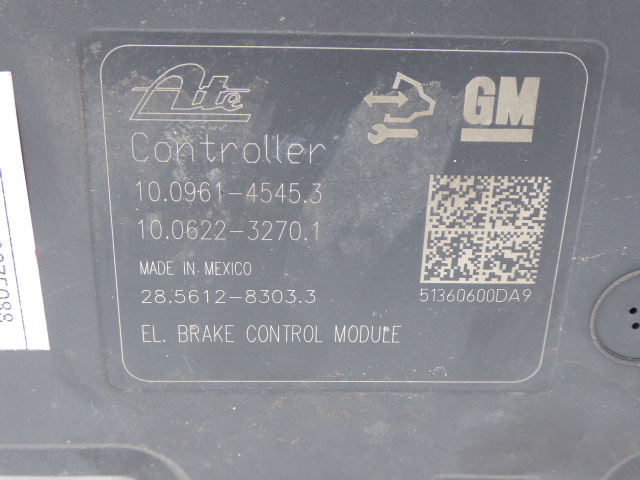 Ate
GM
Controller
10.0961-4545.3
10.0622-3270.1
MADE IN MEXICO
28.5612-8303.3
51360600DA9
EL. BRAKE CONTROL MODULE